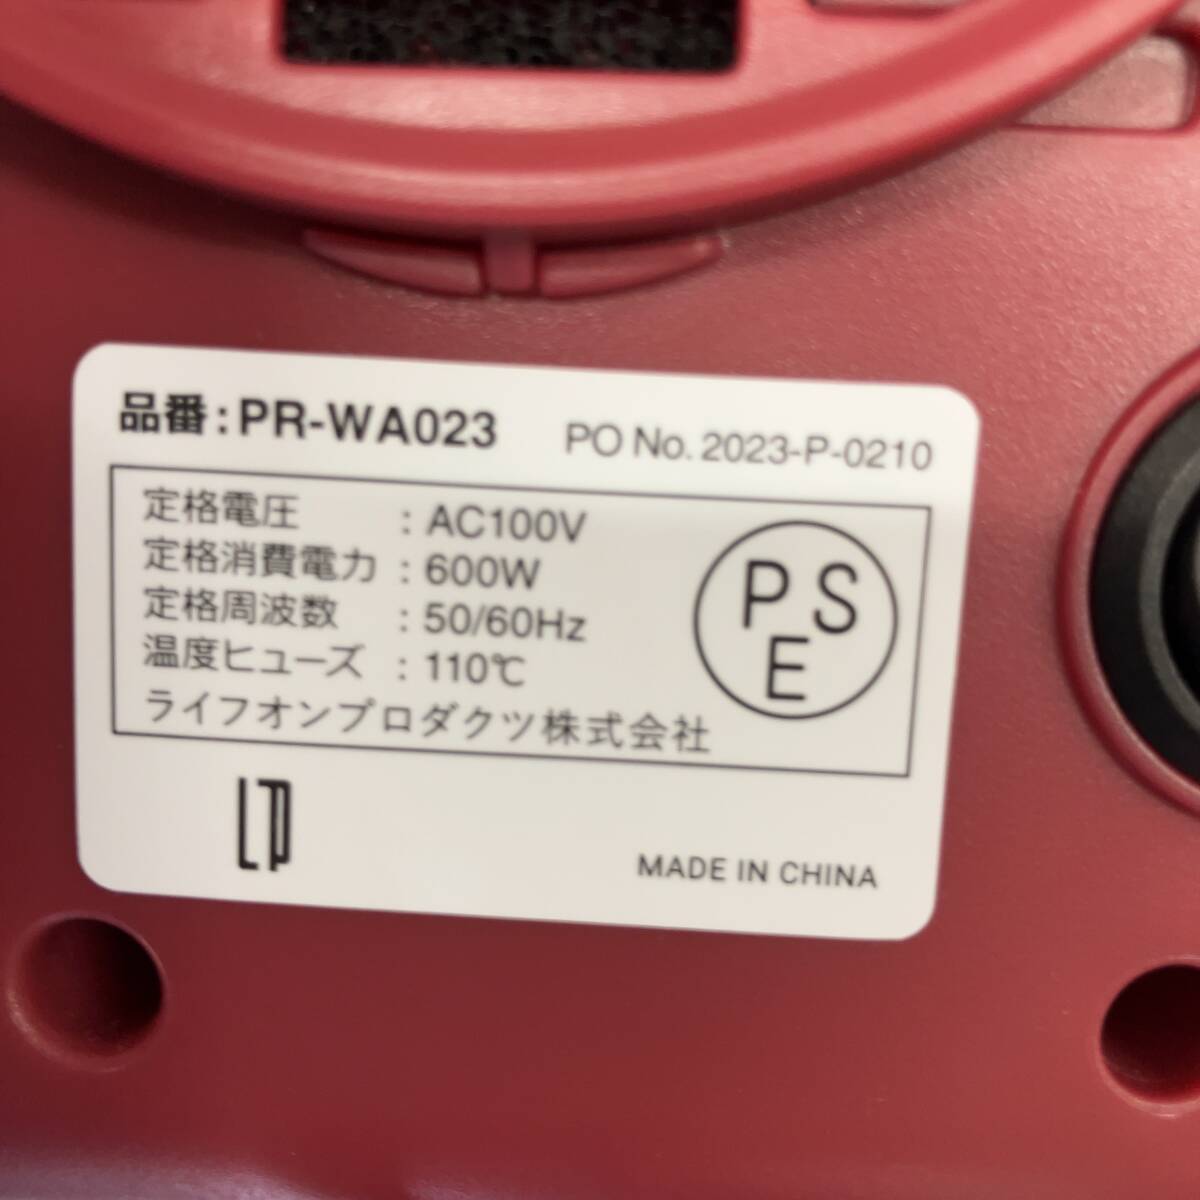 品番:PR-WA023 PO No. 2023-P-0210
定格電圧 : AC100V
定格消費電力 : 600W
定格周波数 : 50/60Hz
温度ヒューズ : 110℃
ライフオンプロダクツ株式会社
PS
E
LP
MADE IN CHINA